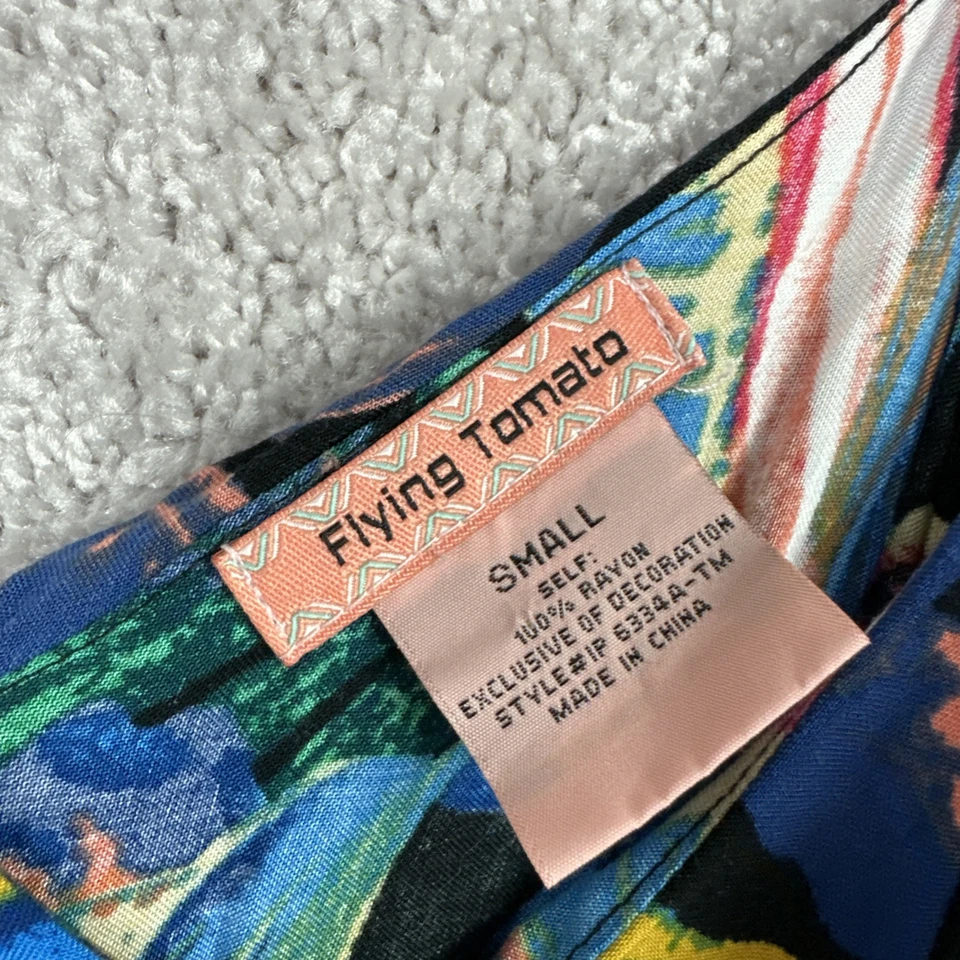 Flying Tomato
SMALL
SELF:
100% RAYON
EXCLUSIVE OF DECORATION
STYLE#IP 6334A-TM
MADE IN CHINA